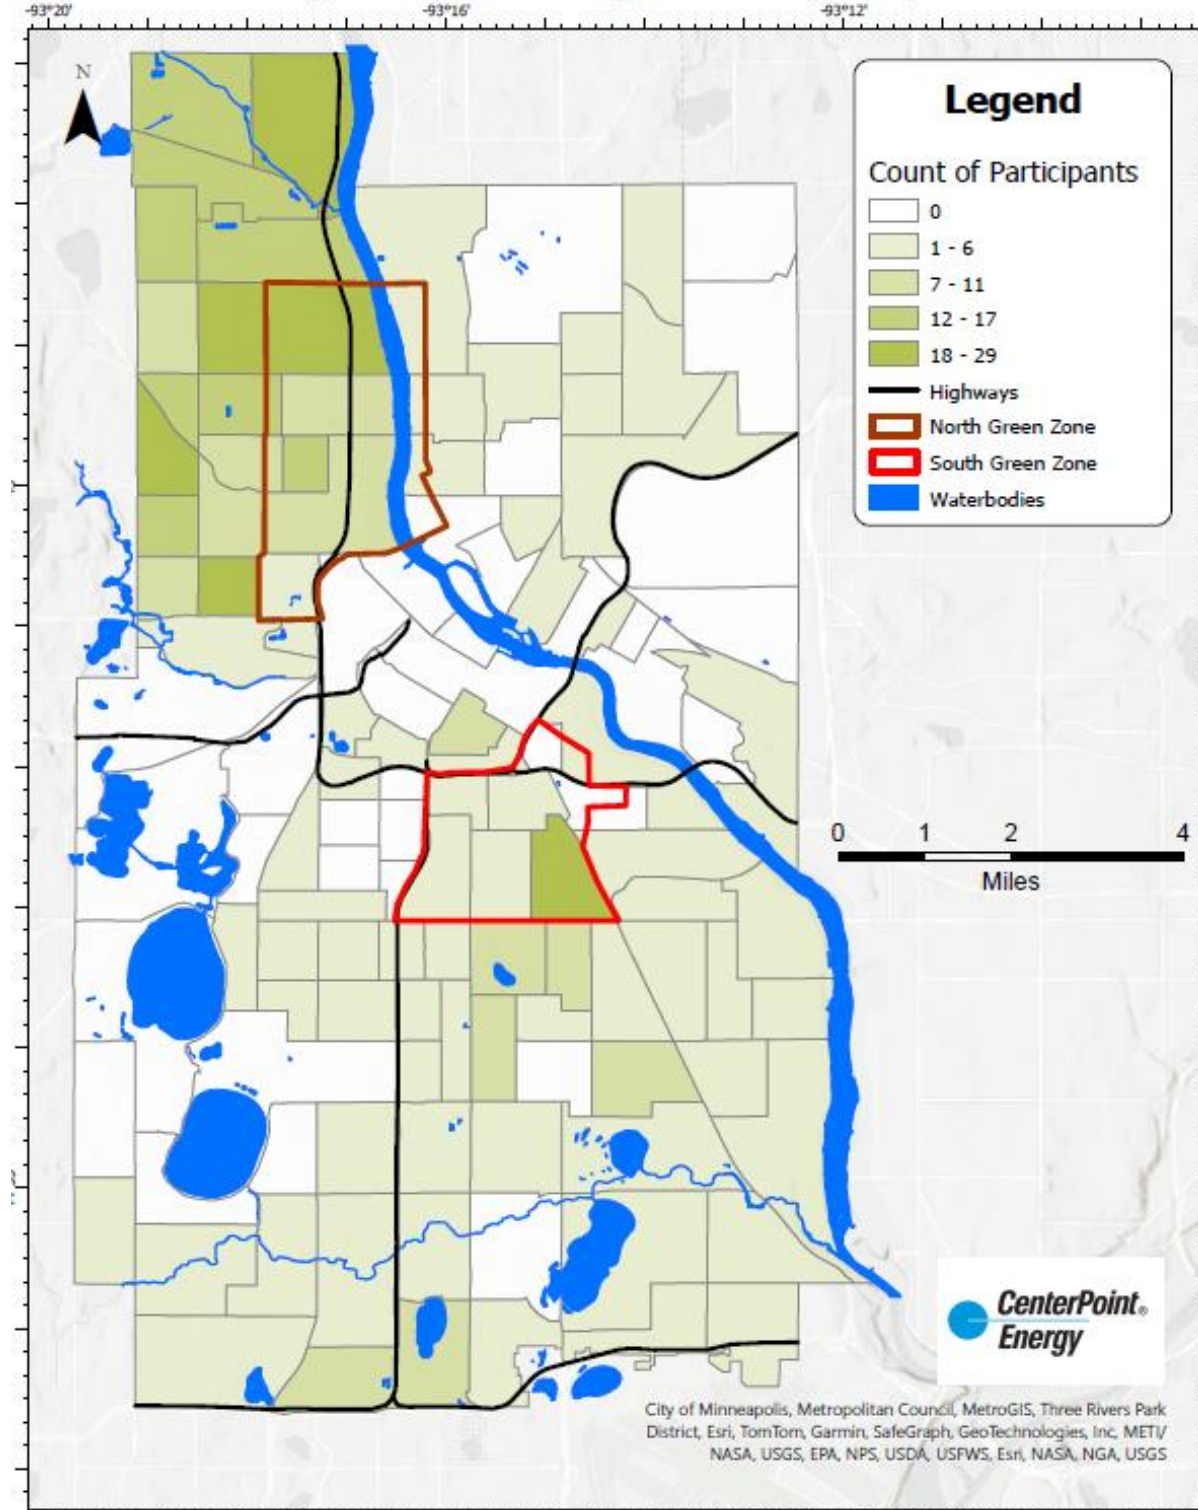 -93°20'
-93°16'
-93°12'
N
Legend
Count of Participants
0
1 - 6
7 - 11
12 - 17
18 - 29
Highways
North Green Zone
South Green Zone
Waterbodies
0 1 2 4
Miles
CenterPoint®
Energy
City of Minneapolis, Metropolitan Council, MetroGIS, Three Rivers Park
District, Esri, TomTom, Garmin, SafeGraph, GeoTechnologies, Inc, METI/
NASA, USGS, EPA, NPS, USDA, USFWS, Esri, NASA, NGA, USGS